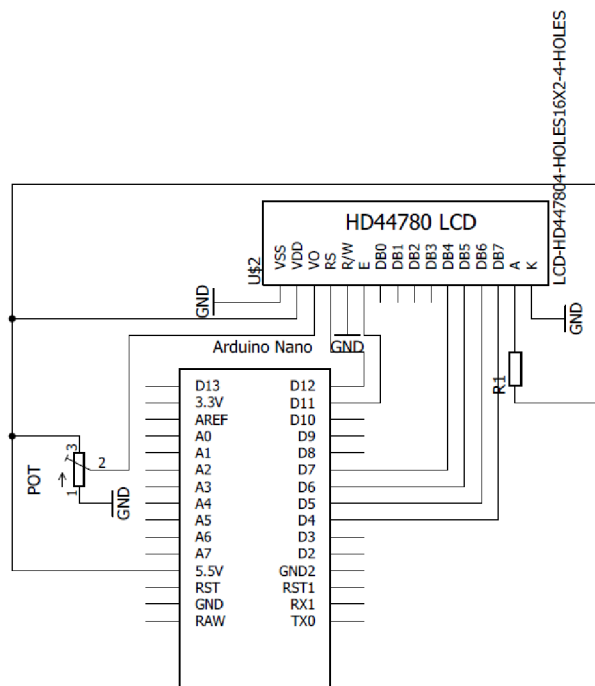 LCD-HD447804-HOLES16X2-4-HOLES
HD44780 LCD
U$2
VSS
VDD
VO
RS
R/W
E
DB0
DB1
DB2
DB3
DB4
DB5
DB6
DB7
A
K
GND
GND
GND
Arduino Nano
R1
D13 D12
3.3V D11
AREF D10
A0 D9
A1 D8
A2 D7
A3 D6
A4 D5
A5 D4
A6 D3
A7 D2
5.5V GND2
RST RST1
GND RX1
RAW TX0
POT
3
2
1
GND